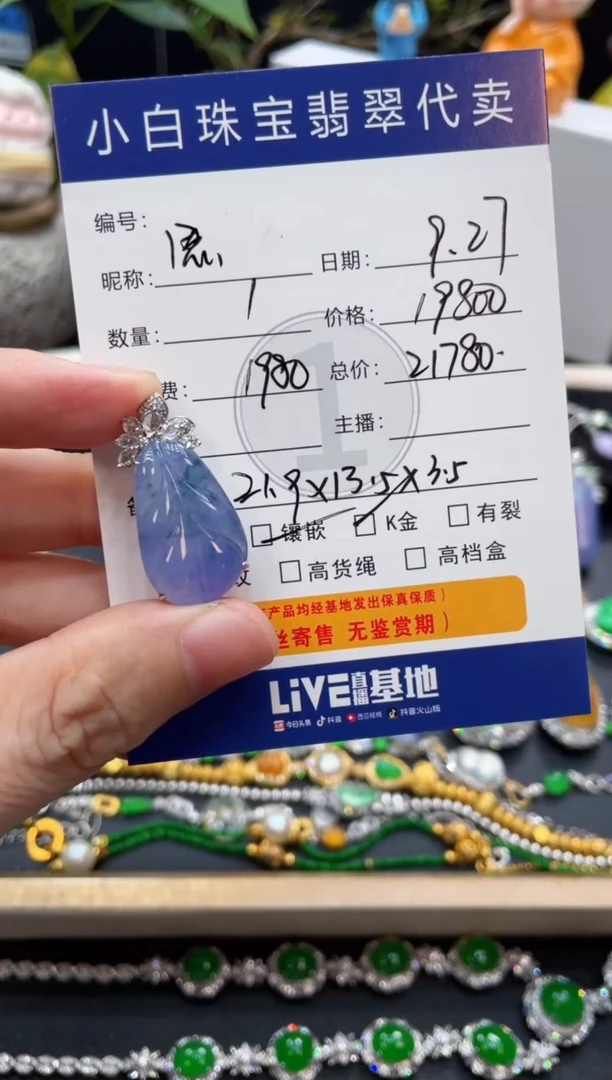 小白珠宝翡翠代卖
编号:
昵称: 日期: 9.27
数量: 1 价格: 19800
费: 1980 总价: 21780.
主播:
21.9×13.5×3.5
镶嵌 K金 有裂
高货绳 高档盒
产品均经基地发出保真保质)
寄售 无鉴赏期)
LiVE直播基地
今日头条 抖音 西瓜视频 抖音火山版